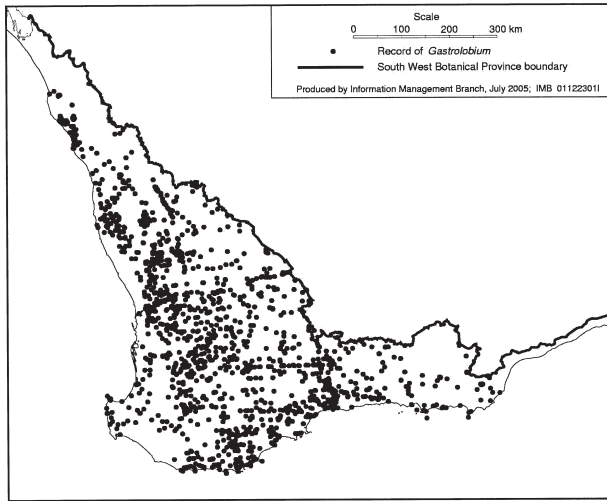 Scale
0 100 200 300 km
Record of Gastrolobium
South West Botanical Province boundary
Produced by Information Management Branch, July 2005; IMB 01122301I